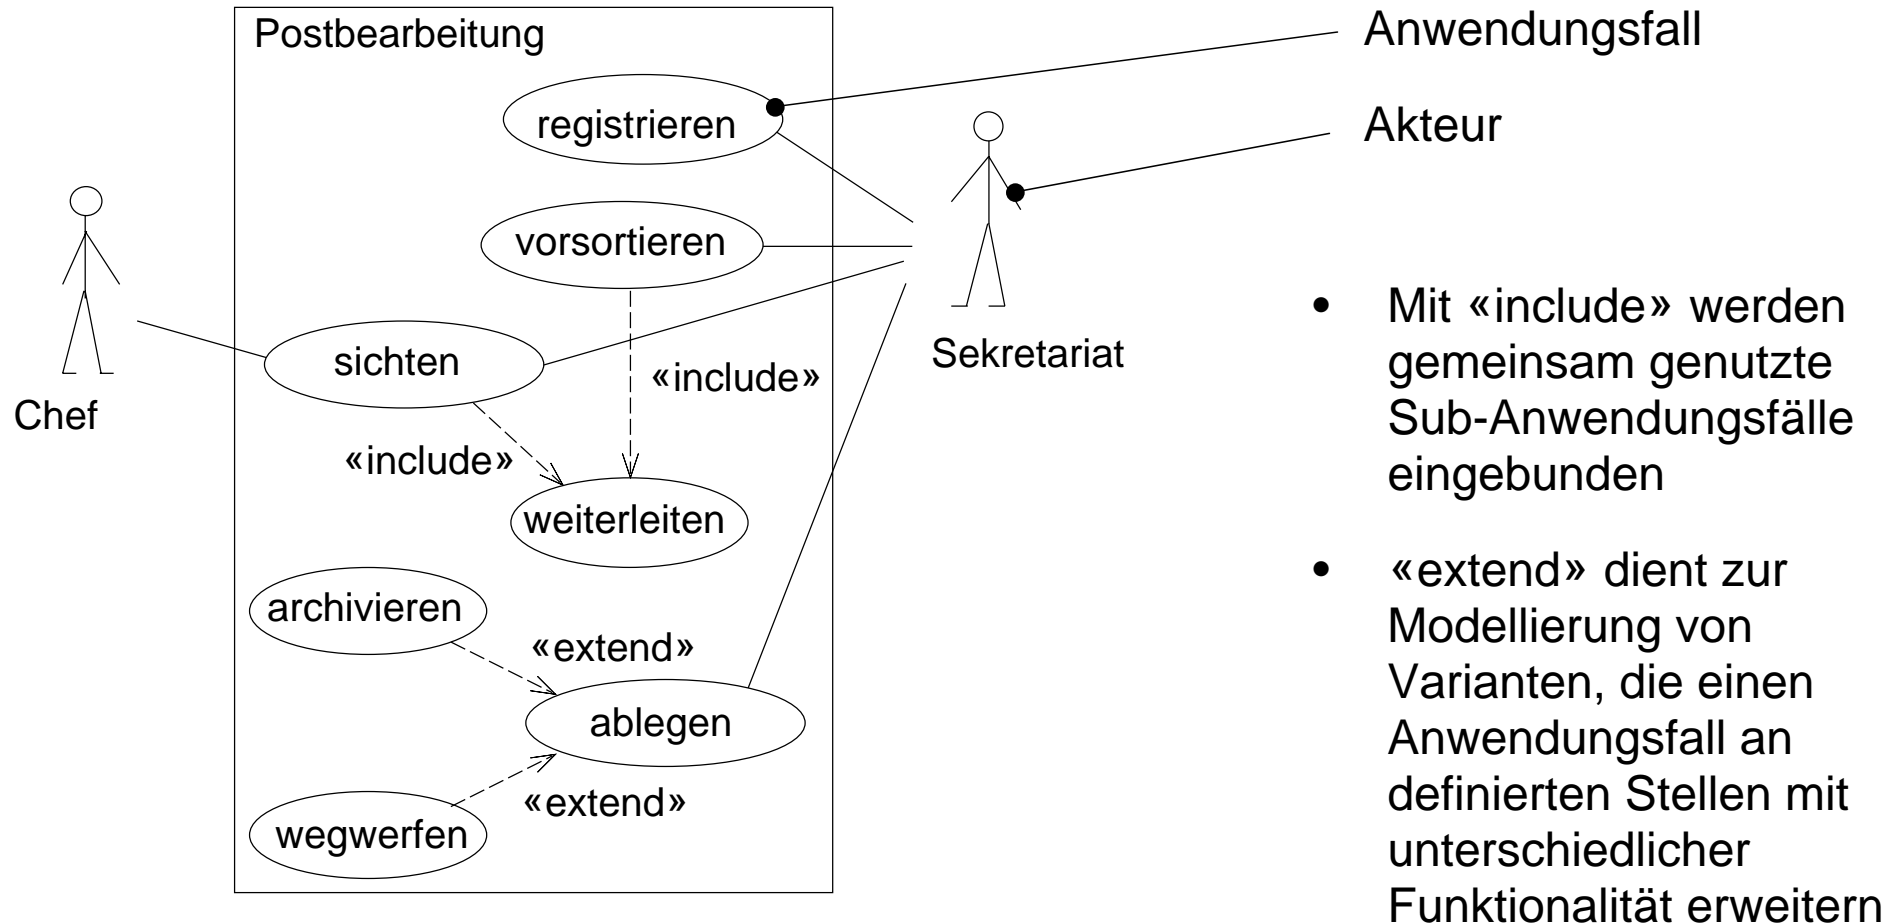 Postbearbeitung
Anwendungsfall
registrieren
Akteur
vorsortieren
sichten
«include»
Sekretariat
Chef
«include»
weiterleiten
archivieren
«extend»
ablegen
«extend»
wegwerfen
• Mit «include» werden
gemeinsam genutzte
Sub-Anwendungsfälle
eingebunden
• «extend» dient zur
Modellierung von
Varianten, die einen
Anwendungsfall an
definierten Stellen mit
unterschiedlicher
Funktionalität erweitern